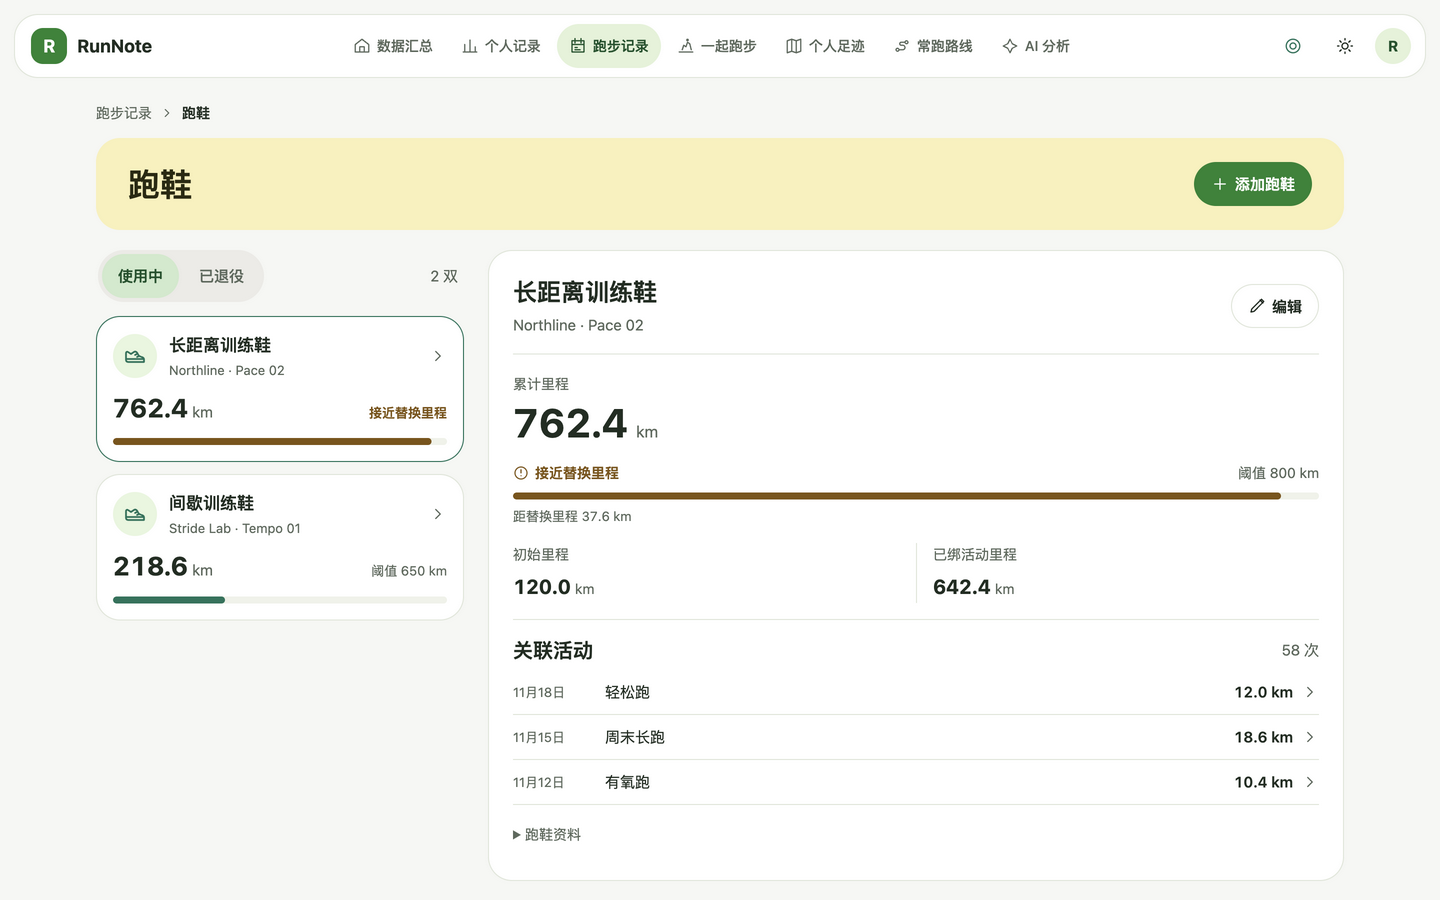 R RunNote 数据汇总 个人记录 跑步记录 一起跑步 个人足迹 常跑路线 AI 分析 R
跑步记录 > 跑鞋
跑鞋
+ 添加跑鞋
使用中 已退役 2 双
长距离训练鞋
Northline · Pace 02
762.4 km 接近替换里程
间歇训练鞋
Stride Lab · Tempo 01
218.6 km 阈值 650 km
长距离训练鞋
Northline · Pace 02
编辑
累计里程
762.4 km
接近替换里程 阈值 800 km
距替换里程 37.6 km
初始里程
120.0 km
已绑活动里程
642.4 km
关联活动 58 次
11月18日 轻松跑 12.0 km
11月15日 周末长跑 18.6 km
11月12日 有氧跑 10.4 km
跑鞋资料